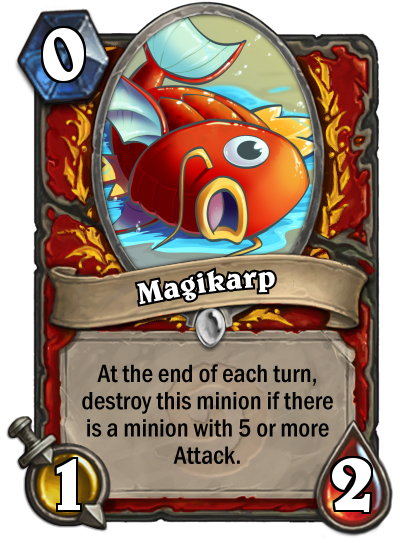 0
Magikarp
At the end of each turn,
destroy this minion if there
is a minion with 5 or more
Attack.
1
2